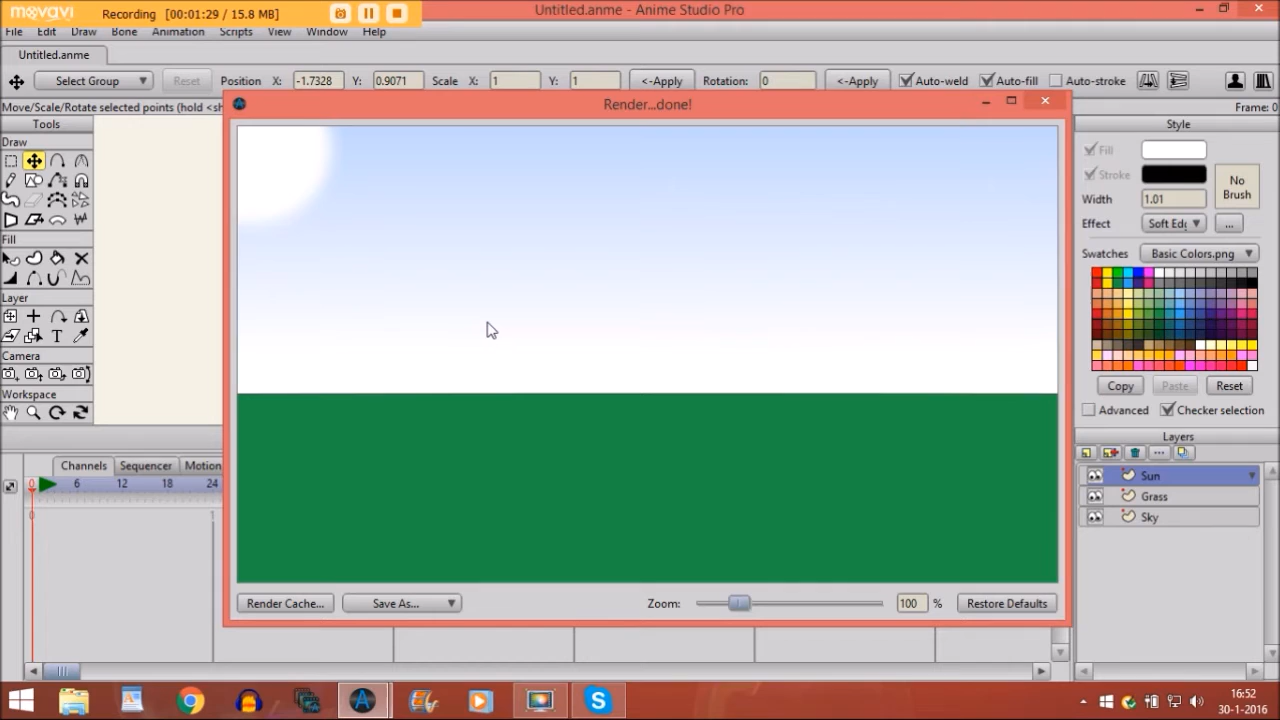 movavi Recording [00:01:29 / 15.8 MB] Untitled.anme - Anime Studio Pro
File Edit Draw Bone Animation Scripts View Window Help
Untitled.anme
Select Group Reset Position X: -1.7328 Y: 0.9071 Scale X: 1 Y: 1 <-Apply Rotation: 0 <-Apply Auto-weld Auto-fill Auto-stroke
Move/Scale/Rotate selected points (hold <sh Frame: 0
Render...done!
Tools
Draw
Fill
Layer
T
Camera
Workspace
Style
Fill
Stroke
No
Brush
Width 1.01
Effect Soft Edg ...
Swatches Basic Colors.png
Copy Paste Reset
Advanced Checker selection
Layers
Sun
Grass
Sky
Channels Sequencer Motion
0 6 12 18 24
0 1
Render Cache... Save As... Zoom: 100 % Restore Defaults
16:52
30-1-2016